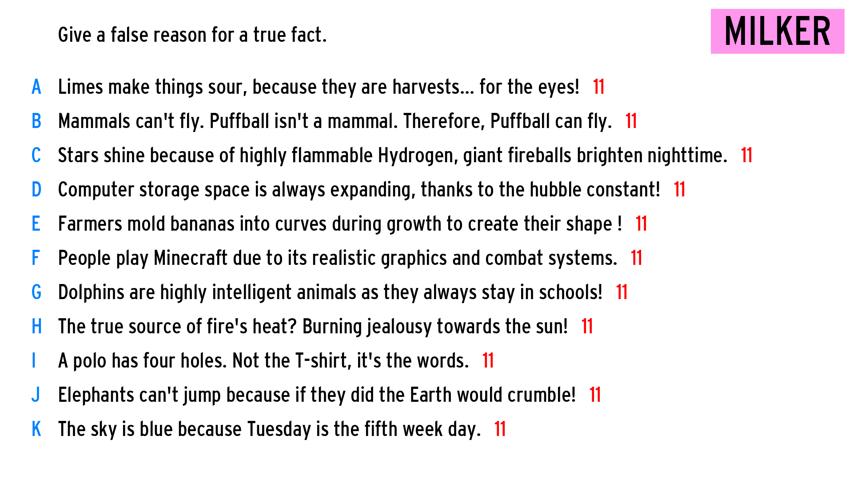 Give a false reason for a true fact.
MILKER
A Limes make things sour, because they are harvests... for the eyes! 11
B Mammals can't fly. Puffball isn't a mammal. Therefore, Puffball can fly. 11
C Stars shine because of highly flammable Hydrogen, giant fireballs brighten nighttime. 11
D Computer storage space is always expanding, thanks to the hubble constant! 11
E Farmers mold bananas into curves during growth to create their shape ! 11
F People play Minecraft due to its realistic graphics and combat systems. 11
G Dolphins are highly intelligent animals as they always stay in schools! 11
H The true source of fire's heat? Burning jealousy towards the sun! 11
I A polo has four holes. Not the T-shirt, it's the words. 11
J Elephants can't jump because if they did the Earth would crumble! 11
K The sky is blue because Tuesday is the fifth week day. 11